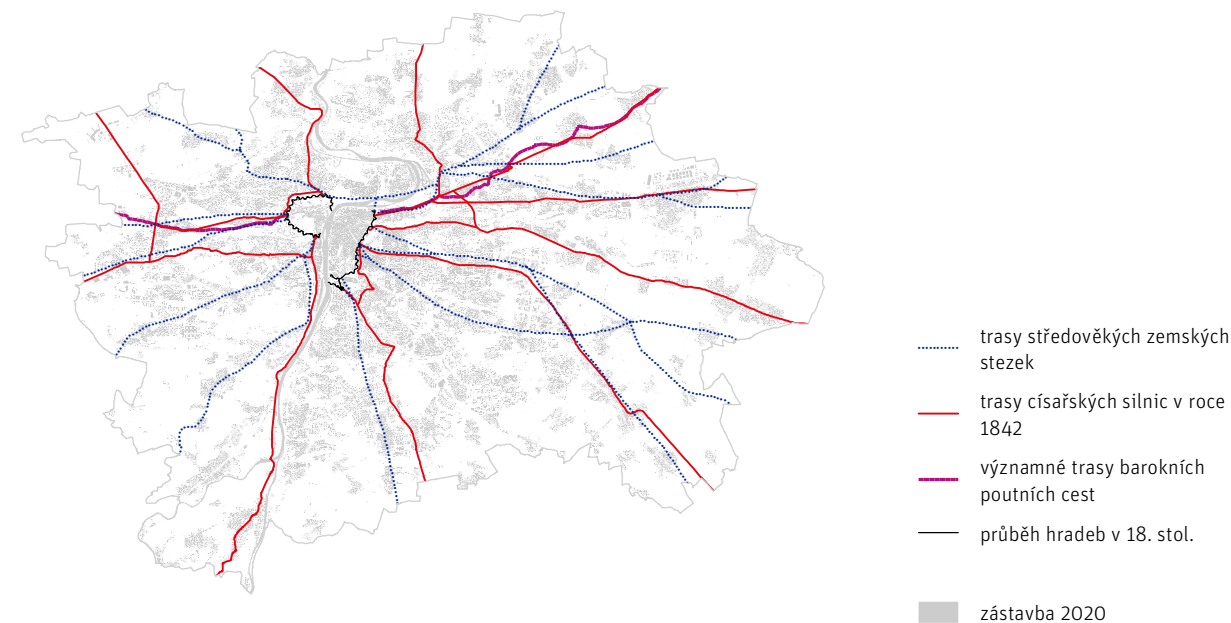 trasy středověkých zemských
stezek
trasy císařských silnic v roce
1842
významné trasy barokních
poutních cest
průběh hradeb v 18. stol.
zástavba 2020